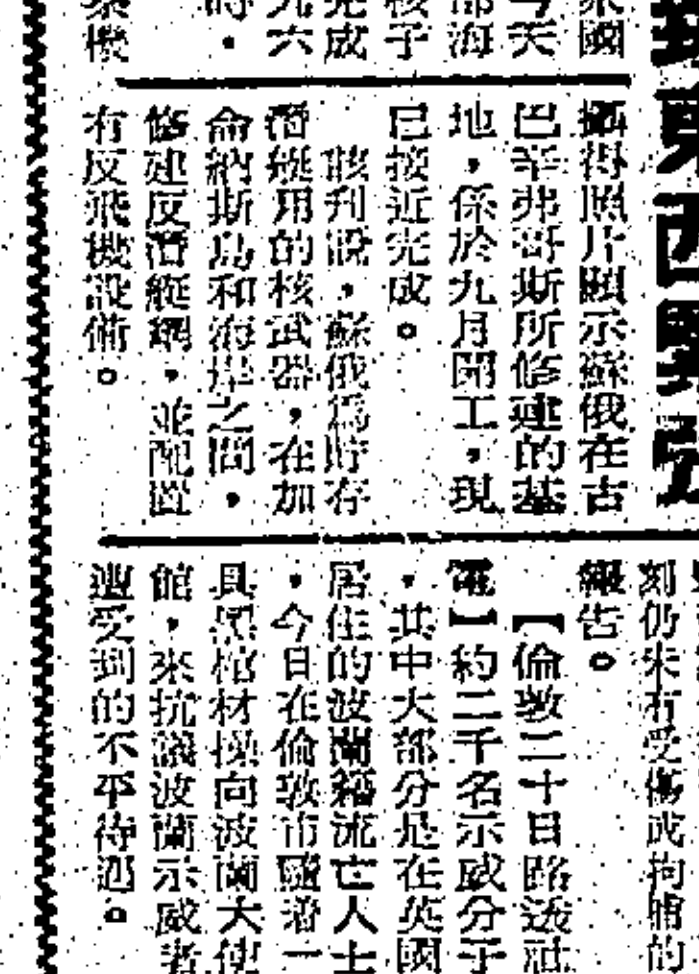 攝得照片顯示蘇俄在古
巴辛弗哥斯所修建的基
地，係於九月開工，現
已接近完成。
該刊說，蘇俄爲貯存
潛艇用的核武器，在加
侖納斯島和海岸之間，
修建反潛艇網，並配置
有反飛機設備。
刻仍未有受傷或拘捕的
報告。
【倫敦二十日路透社
電】約二千名示威分子
，其中大部分是在英國
居住的波蘭籍流亡人士
，今日在倫敦市隨着一
具黑棺材操向波蘭大使
館，來抗議波蘭示威者
遭受到的不平待遇。